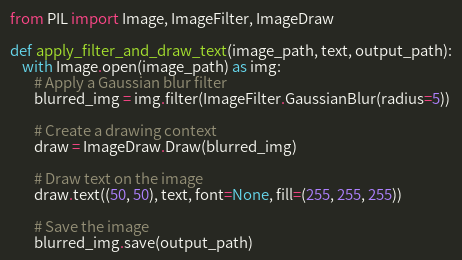 from PIL import Image, ImageFilter, ImageDraw

def apply_filter_and_draw_text(image_path, text, output_path):
    with Image.open(image_path) as img:
        # Apply a Gaussian blur filter
        blurred_img = img.filter(ImageFilter.GaussianBlur(radius=5))

        # Create a drawing context
        draw = ImageDraw.Draw(blurred_img)

        # Draw text on the image
        draw.text((50, 50), text, font=None, fill=(255, 255, 255))

        # Save the image
        blurred_img.save(output_path)